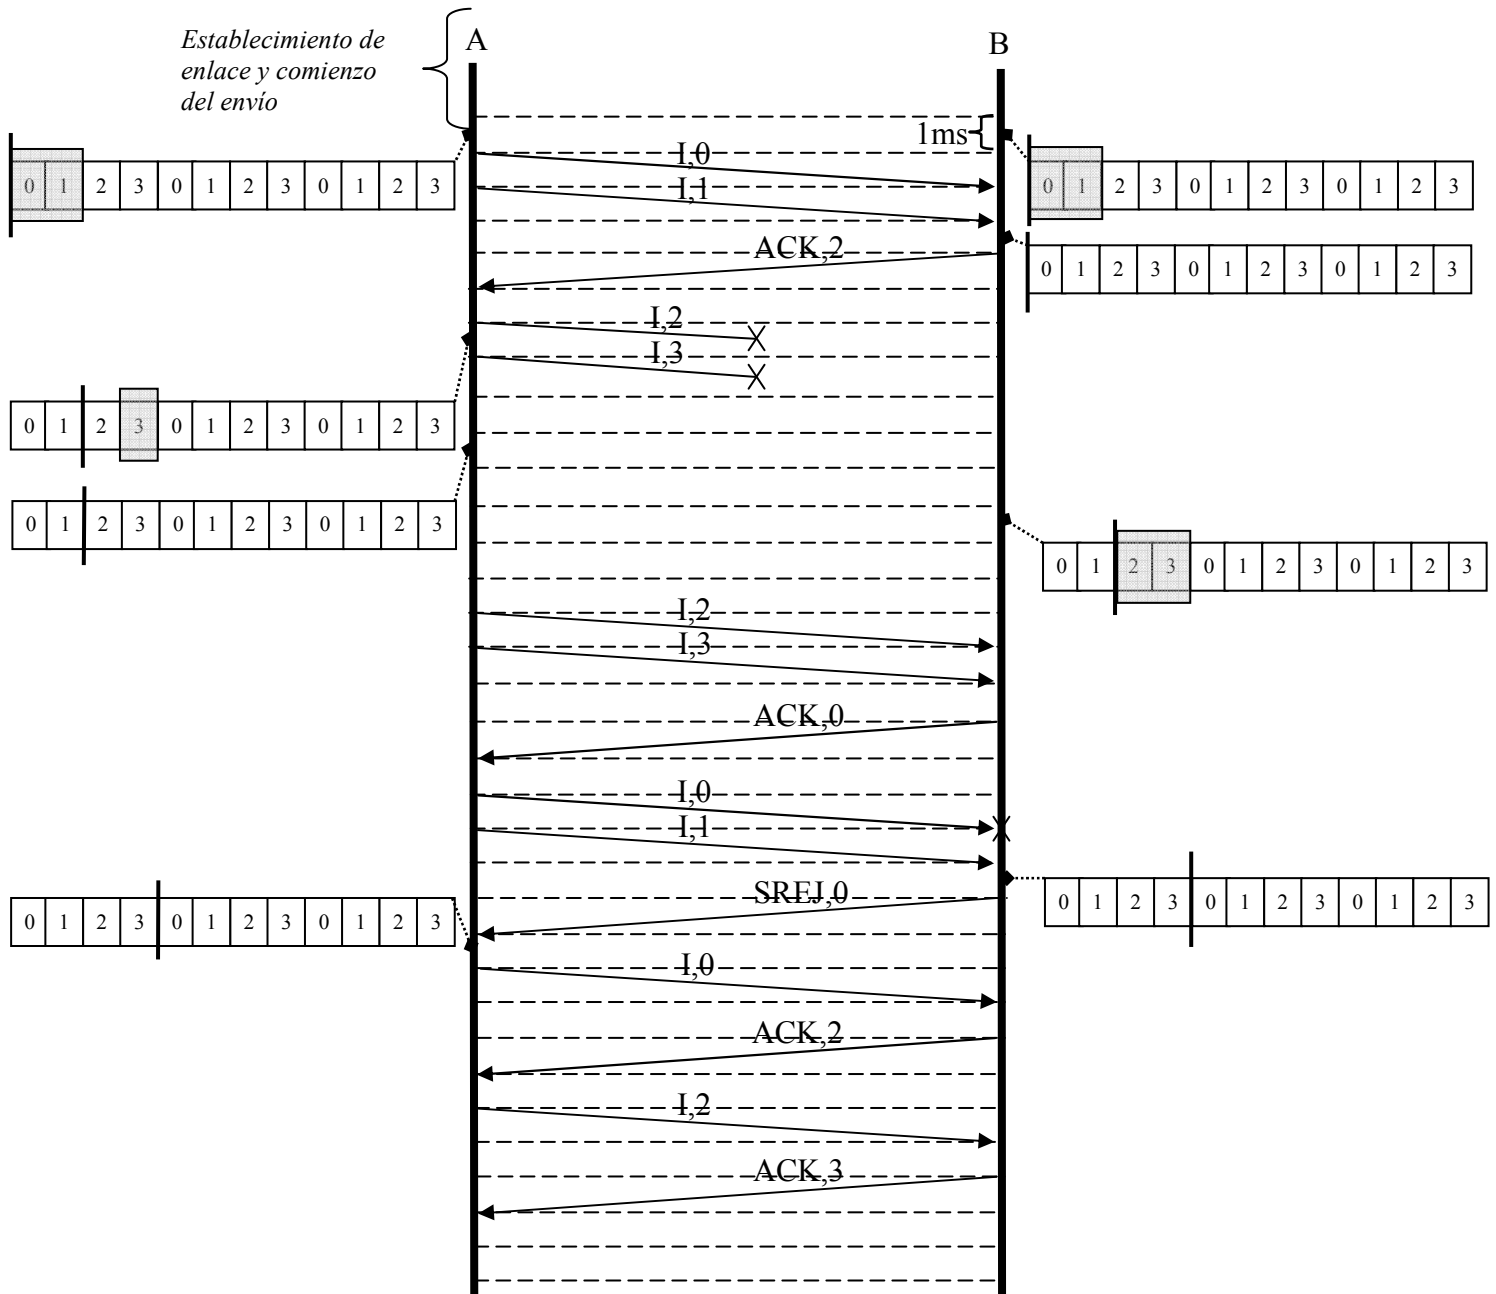 Establecimiento de
enlace y comienzo
del envío
A
B
1ms
I,0
0 1 2 3 0 1 2 3 0 1 2 3
0 1 2 3 0 1 2 3 0 1 2 3
I,1
ACK,2
0 1 2 3 0 1 2 3 0 1 2 3
I,2
I,3
0 1 2 3 0 1 2 3 0 1 2 3
0 1 2 3 0 1 2 3 0 1 2 3
0 1 2 3 0 1 2 3 0 1 2 3
I,2
I,3
ACK,0
I,0
I,1
SREJ,0
0 1 2 3 0 1 2 3 0 1 2 3
0 1 2 3 0 1 2 3 0 1 2 3
I,0
ACK,2
I,2
ACK,3